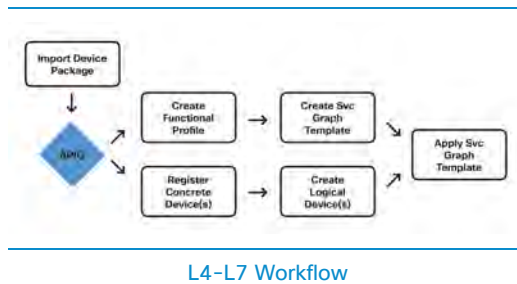 Import Device
Package
APIC
Create
Functional
Profile
Create Svc
Graph
Template
Apply Svc
Graph
Template
Register
Concrete
Device(s)
Create
Logical
Device(s)
L4-L7 Workflow